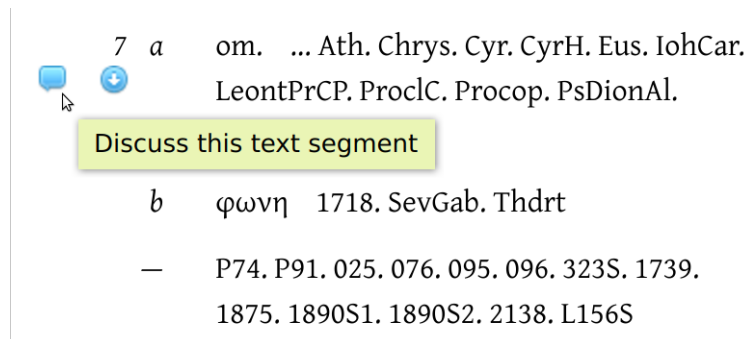 7 a om. ... Ath. Chrys. Cyr. CyrH. Eus. IohCar.
LeontPrCP. ProclC. Procop. PsDionAl.
Discuss this text segment
b φωνη 1718. SevGab. Thdrt
— P74. P91. 025. 076. 095. 096. 323S. 1739.
1875. 1890S1. 1890S2. 2138. L156S